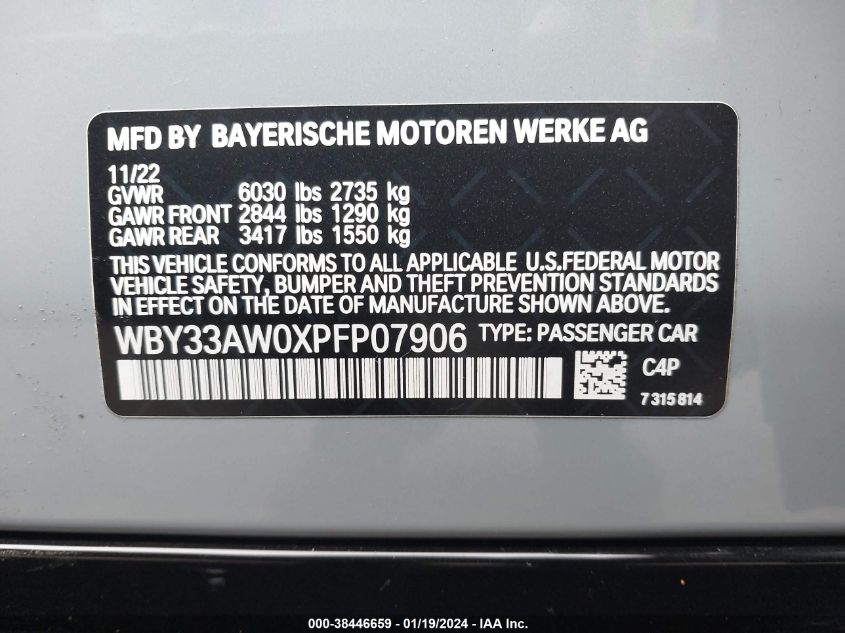 MFD BY BAYERISCHE MOTOREN WERKE AG
11/22
GVWR 6030 lbs 2735 kg
GAWR FRONT 2844 lbs 1290 kg
GAWR REAR 3417 lbs 1550 kg
THIS VEHICLE CONFORMS TO ALL APPLICABLE U.S.FEDERAL MOTOR
VEHICLE SAFETY, BUMPER AND THEFT PREVENTION STANDARDS
IN EFFECT ON THE DATE OF MANUFACTURE SHOWN ABOVE.
WBY33AW0XPFP07906 TYPE: PASSENGER CAR
C4P
7315814
000-38446659 - 01/19/2024 - IAA Inc.